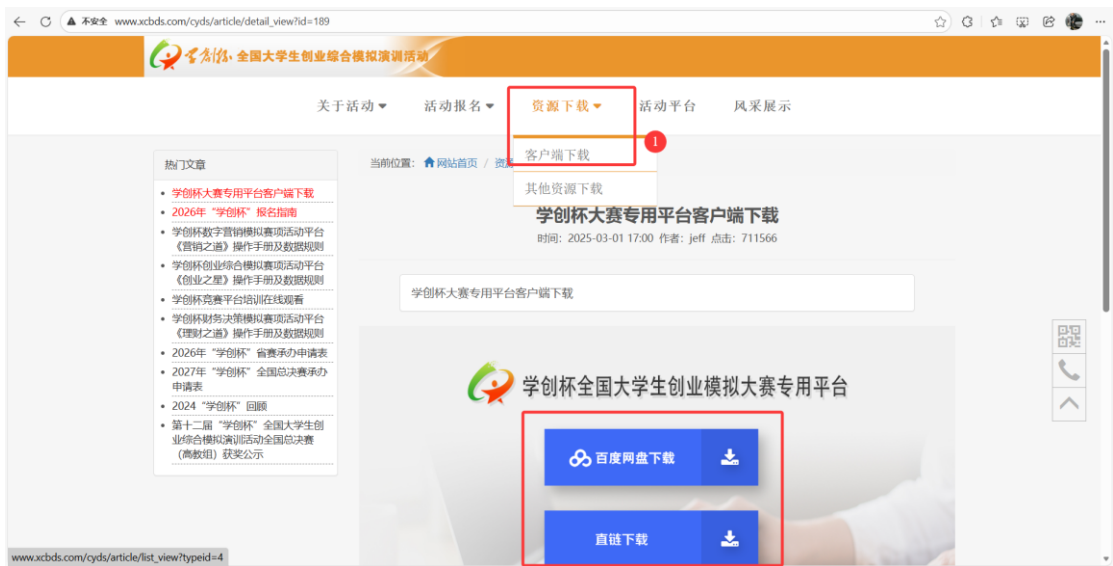 不安全 www.xcbds.com/cyds/article/detail_view?id=189
学创杯 全国大学生创业综合模拟演训活动
关于活动 活动报名 资源下载 活动平台 风采展示
1
客户端下载
其他资源下载
热门文章
学创杯大赛专用平台客户端下载
2026年“学创杯”报名指南
学创杯数字营销模拟赛项活动平台
《营销之道》操作手册及数据规则
学创杯创业综合模拟赛项活动平台
《创业之星》操作手册及数据规则
学创杯竞赛平台培训在线观看
学创杯财务决策模拟赛项活动平台
《理财之道》操作手册及数据规则
2026年“学创杯”省赛承办申请表
2027年“学创杯”全国总决赛承办
申请表
2024“学创杯”回顾
第十二届“学创杯”全国大学生创
业综合模拟演训活动全国总决赛
（高教组）获奖公示
当前位置： 网站首页 / 资源
学创杯大赛专用平台客户端下载
时间：2025-03-01 17:00 作者：jeff 点击：711566
学创杯大赛专用平台客户端下载
学创杯全国大学生创业模拟大赛专用平台
百度网盘下载
直链下载
www.xcbds.com/cyds/article/list_view?typeid=4